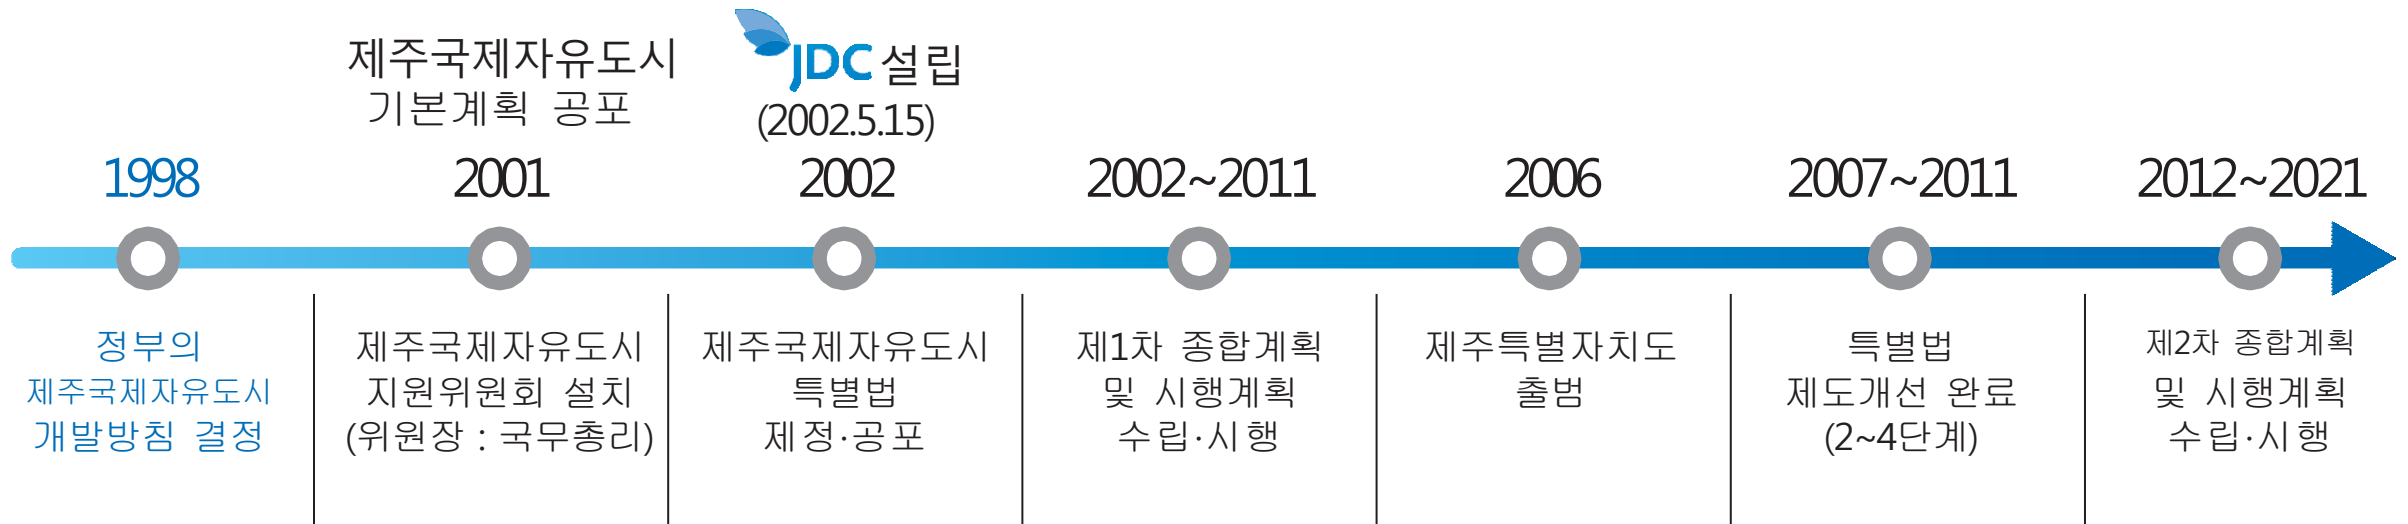 제주국제자유도시
기본계획 공포
JDC 설립
(2002.5.15)
1998
2001
2002
2002~2011
2006
2007~2011
2012~2021
정부의
제주국제자유도시
개발방침 결정
제주국제자유도시
지원위원회 설치
(위원장 : 국무총리)
제주국제자유도시
특별법
제정·공포
제1차 종합계획
및 시행계획
수립·시행
제주특별자치도
출범
특별법
제도개선 완료
(2~4단계)
제2차 종합계획
및 시행계획
수립·시행